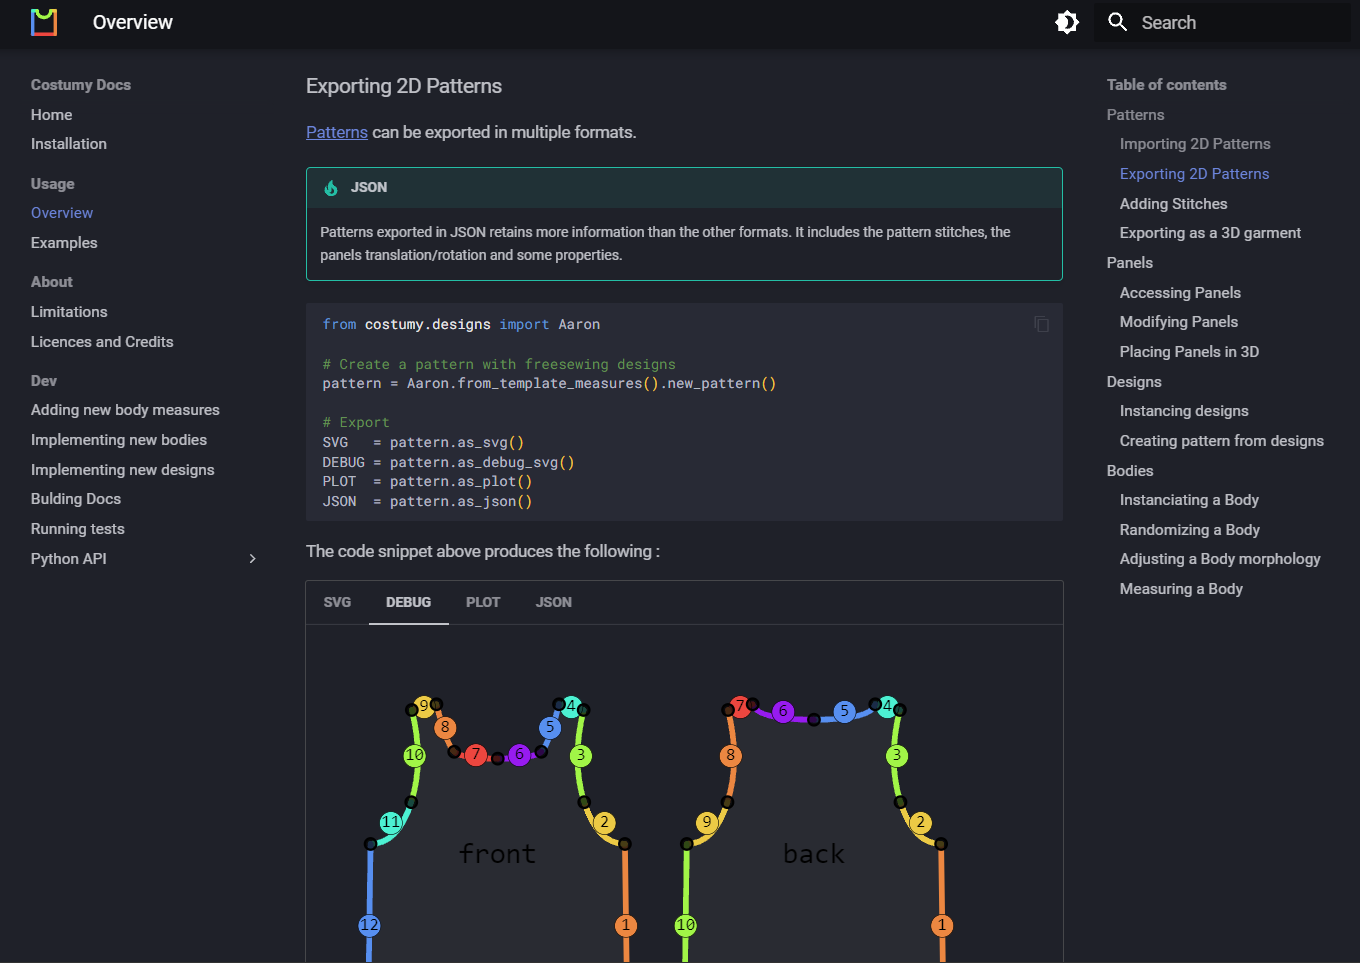 Overview
Search
Costumy Docs
Home
Installation
Usage
Overview
Examples
About
Limitations
Licences and Credits
Dev
Adding new body measures
Implementing new bodies
Implementing new designs
Bulding Docs
Running tests
Python API
Exporting 2D Patterns
Patterns can be exported in multiple formats.
JSON
Patterns exported in JSON retains more information than the other formats. It includes the pattern stitches, the
panels translation/rotation and some properties.
from costumy.designs import Aaron
# Create a pattern with freesewing designs
pattern = Aaron.from_template_measures().new_pattern()
# Export
SVG   = pattern.as_svg()
DEBUG = pattern.as_debug_svg()
PLOT  = pattern.as_plot()
JSON  = pattern.as_json()
The code snippet above produces the following :
SVG DEBUG PLOT JSON
9 4 7 6 5 4
8 5
10 7 6 3 8 3
11 2 9 2
front back
12 1 10 1
Table of contents
Patterns
Importing 2D Patterns
Exporting 2D Patterns
Adding Stitches
Exporting as a 3D garment
Panels
Accessing Panels
Modifying Panels
Placing Panels in 3D
Designs
Instancing designs
Creating pattern from designs
Bodies
Instanciating a Body
Randomizing a Body
Adjusting a Body morphology
Measuring a Body